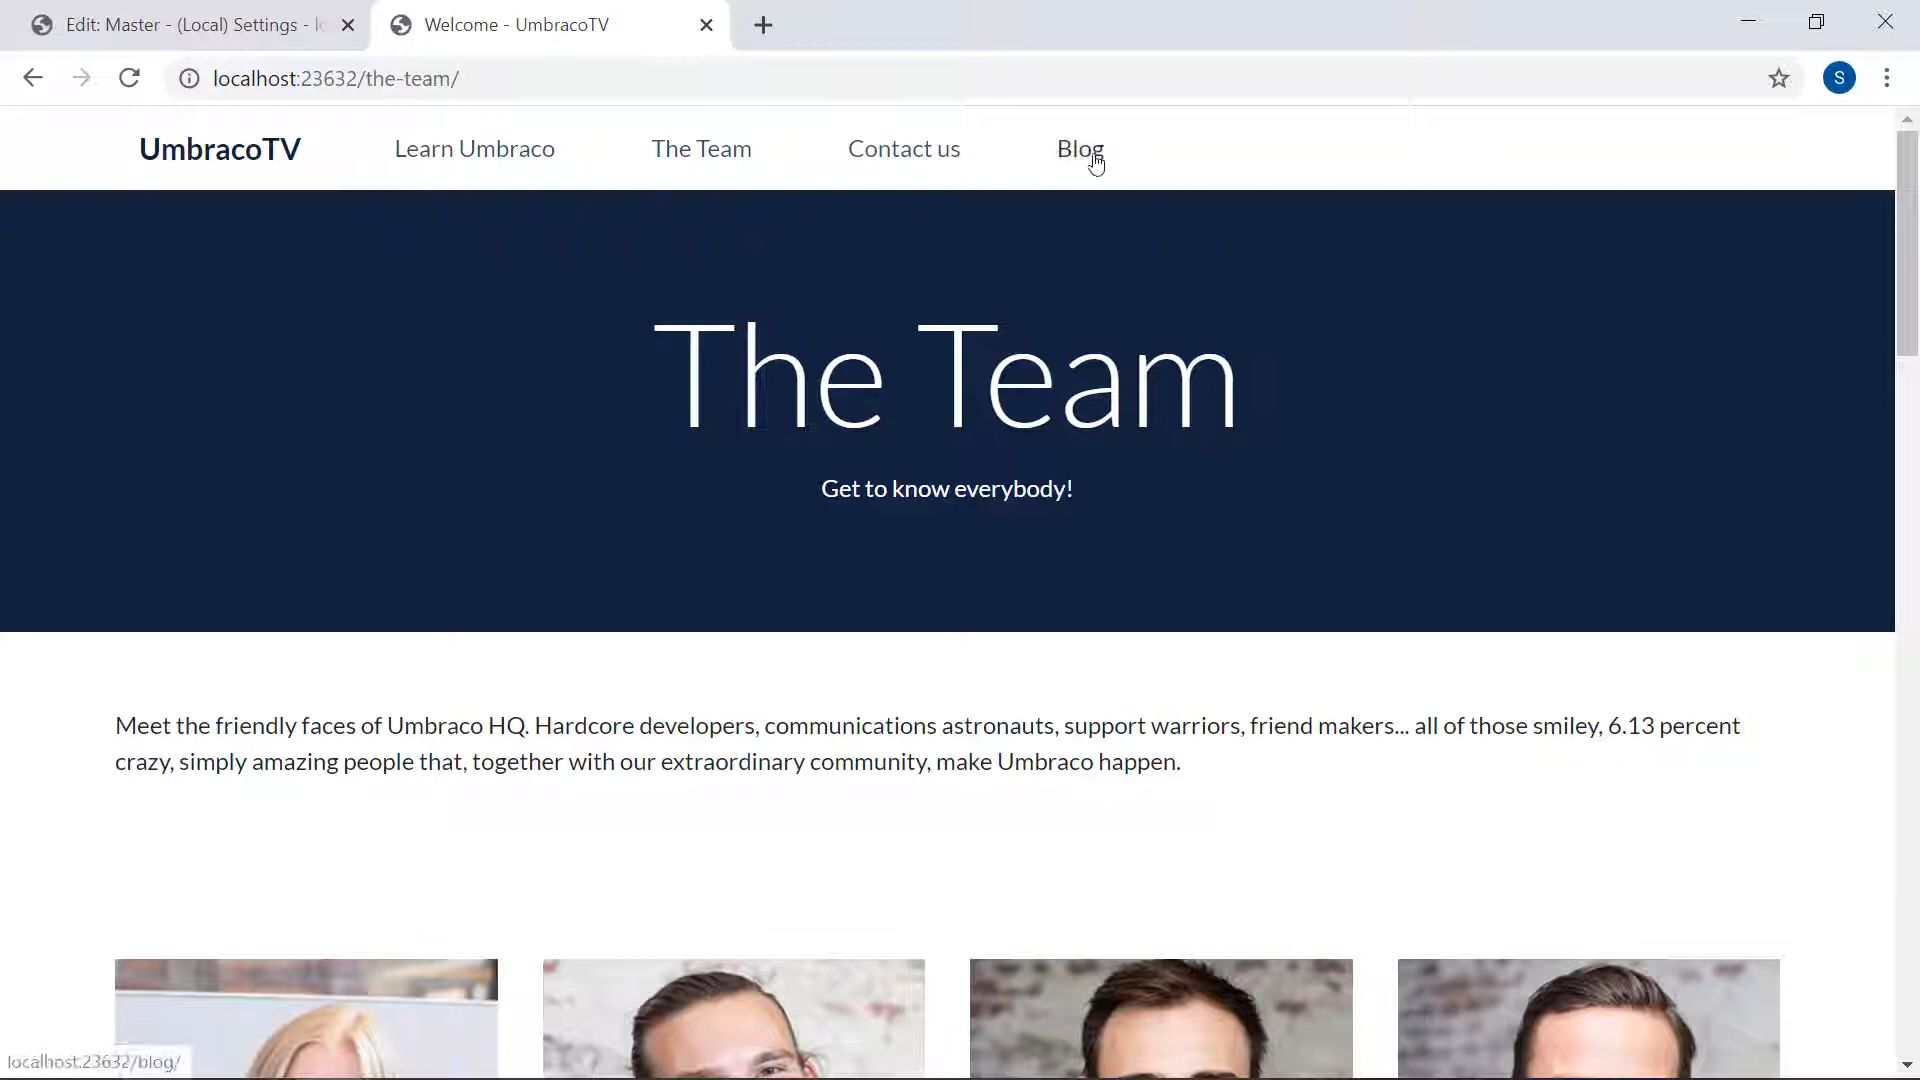 Edit: Master - (Local) Settings - lo
Welcome - UmbracoTV
localhost:23632/the-team/
S
UmbracoTV
Learn Umbraco
The Team
Contact us
Blog
The Team
Get to know everybody!
Meet the friendly faces of Umbraco HQ. Hardcore developers, communications astronauts, support warriors, friend makers... all of those smiley, 6.13 percent
crazy, simply amazing people that, together with our extraordinary community, make Umbraco happen.
localhost:23632/blog/